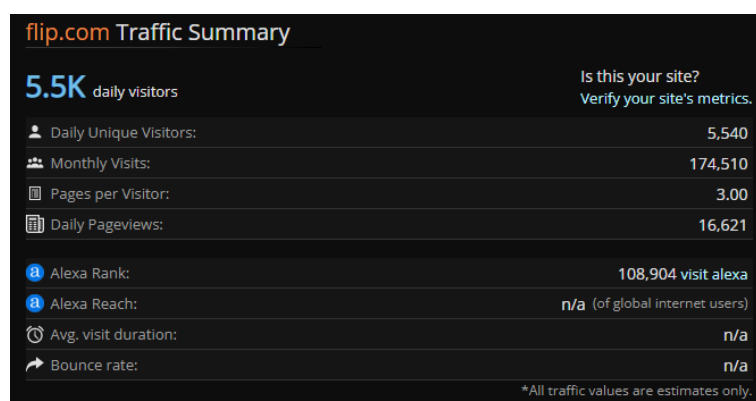 flip.com Traffic Summary
5.5K daily visitors
Is this your site?
Verify your site's metrics.
Daily Unique Visitors: 5,540
Monthly Visits: 174,510
Pages per Visitor: 3.00
Daily Pageviews: 16,621
Alexa Rank: 108,904 visit alexa
Alexa Reach: n/a (of global internet users)
Avg. visit duration: n/a
Bounce rate: n/a
*All traffic values are estimates only.